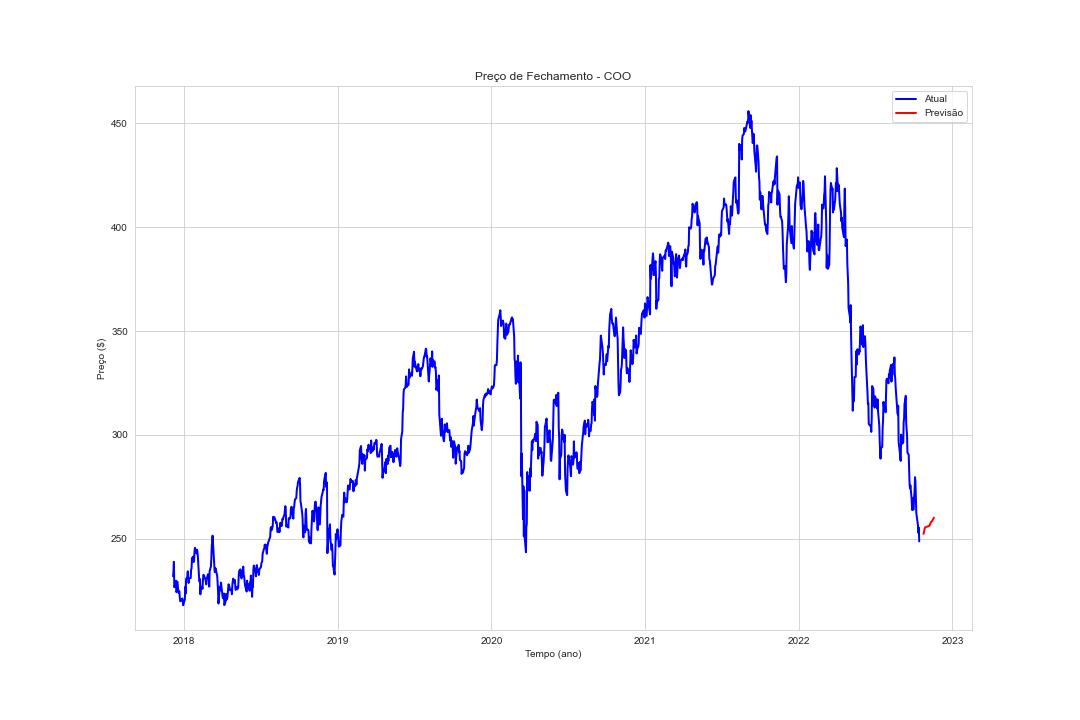 Preço de Fechamento - COO
Atual
Previsão
450
400
350
300
250
Preço ($)
2018 2019 2020 2021 2022 2023
Tempo (ano)